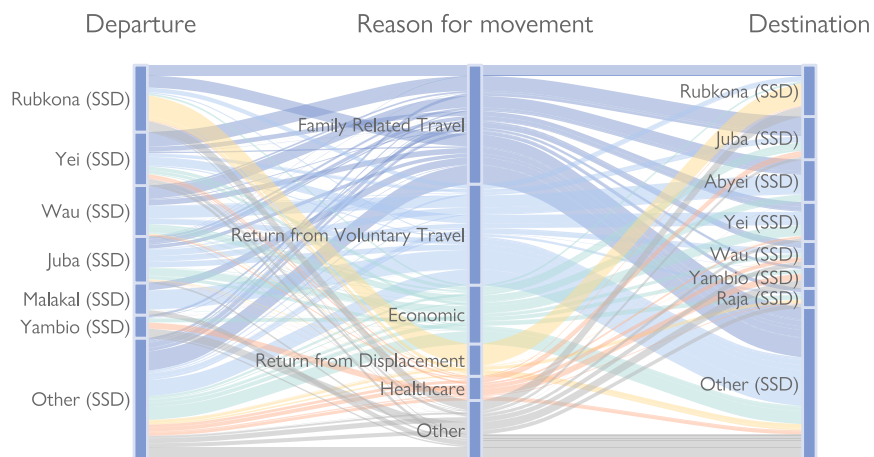 Departure
Reason for movement
Destination
Rubkona (SSD)
Yei (SSD)
Wau (SSD)
Juba (SSD)
Malakal (SSD)
Yambio (SSD)
Other (SSD)
Family Related Travel
Return from Voluntary Travel
Economic
Return from Displacement
Healthcare
Other
Rubkona (SSD)
Juba (SSD)
Abyei (SSD)
Yei (SSD)
Wau (SSD)
Yambio (SSD)
Raja (SSD)
Other (SSD)